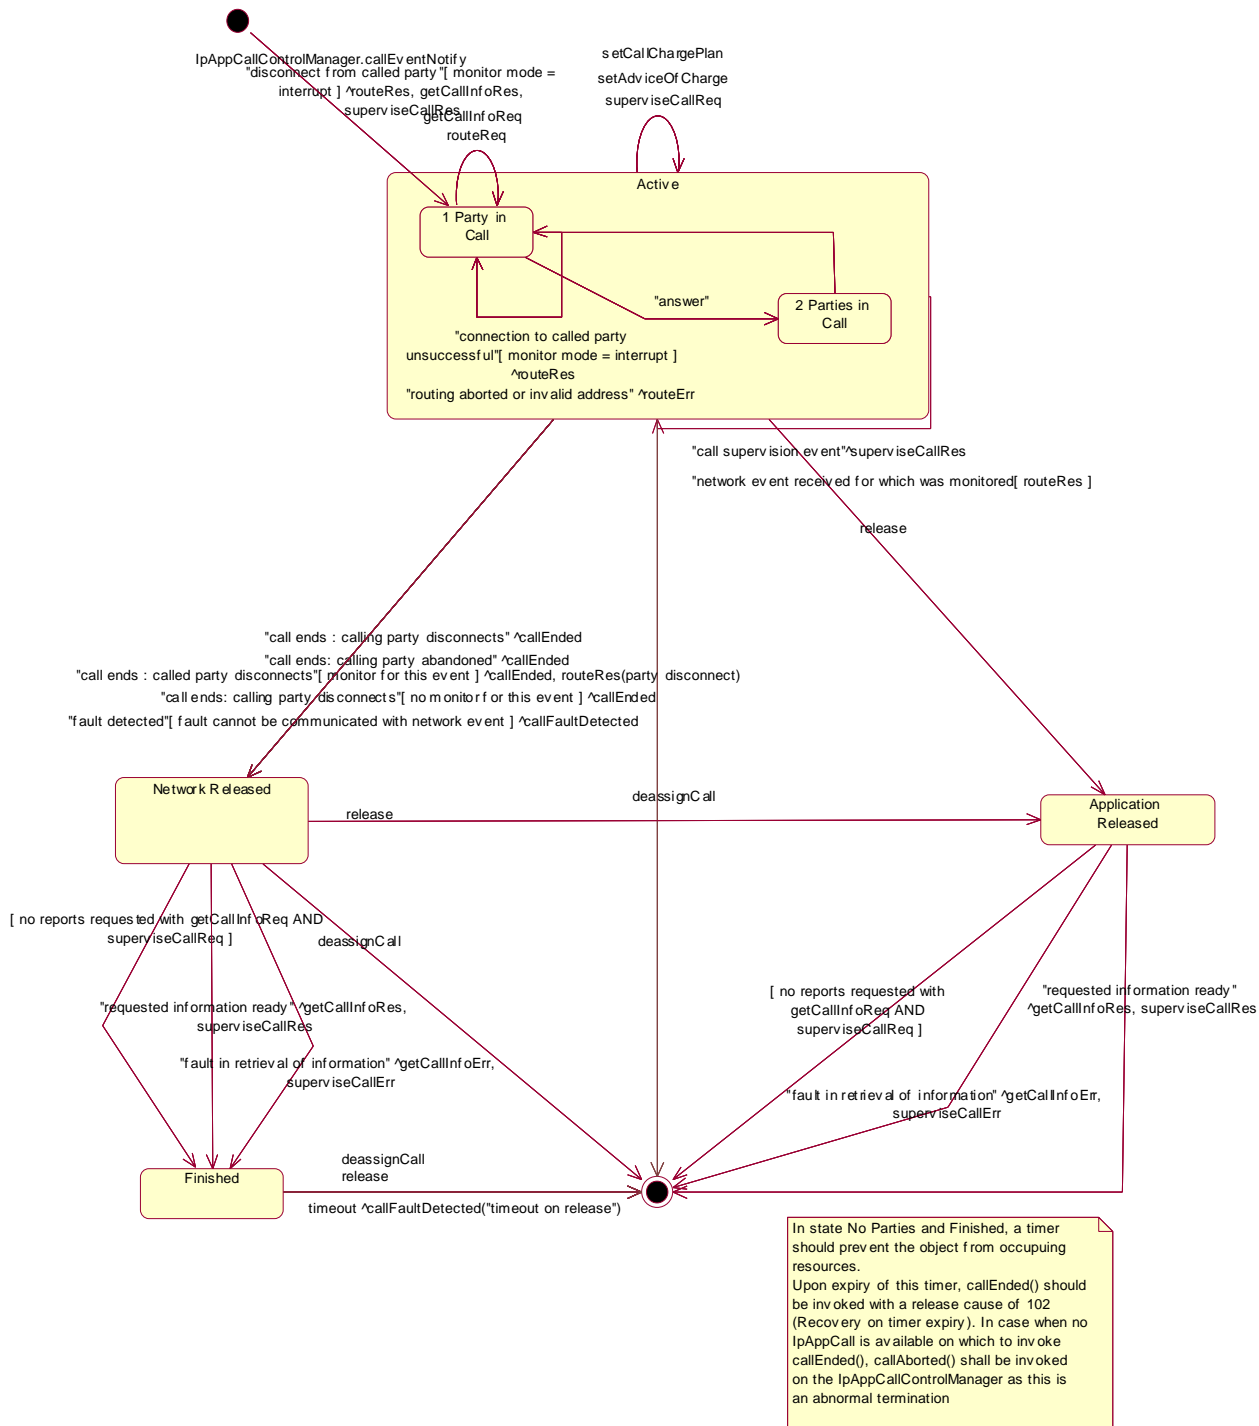 IpAppCallControlManager.callEventNotify
"disconnect from called party"[ monitor mode =
interrupt ] ^routeRes, getCallInfoRes,
superviseCallRes
getCallInfoReq
routeReq
setCallChargePlan
setAdviceOfCharge
superviseCallReq
Active
1 Party in
Call
"answer"
2 Parties in
Call
"connection to called party
unsuccessful"[ monitor mode = interrupt ]
^routeRes
"routing aborted or invalid address" ^routeErr
"call supervision event"^superviseCallRes
"network event received for which was monitored[ routeRes ]
release
"call ends : calling party disconnects" ^callEnded
"call ends: calling party abandoned" ^callEnded
"call ends : called party disconnects"[ monitor for this event ] ^callEnded, routeRes(party disconnect)
"call ends: calling party disconnects"[ no monitor for this event ] ^callEnded
"fault detected"[ fault cannot be communicated with network event ] ^callFaultDetected
Network Released
release
deassignCall
Application
Released
[ no reports requested with getCallInfoReq AND
superviseCallReq ]
deassignCall
"requested information ready" ^getCallInfoRes,
superviseCallRes
"fault in retrieval of information" ^getCallInfoErr,
superviseCallErr
[ no reports requested with
getCallInfoReq AND
superviseCallReq ]
"requested information ready"
^getCallInfoRes, superviseCallRes
"fault in retrieval of information" ^getCallInfoErr,
superviseCallErr
Finished
deassignCall
release
timeout ^callFaultDetected("timeout on release")
In state No Parties and Finished, a timer
should prevent the object from occupuing
resources.
Upon expiry of this timer, callEnded() should
be invoked with a release cause of 102
(Recovery on timer expiry). In case when no
IpAppCall is available on which to invoke
callEnded(), callAborted() shall be invoked
on the IpAppCallControlManager as this is
an abnormal termination